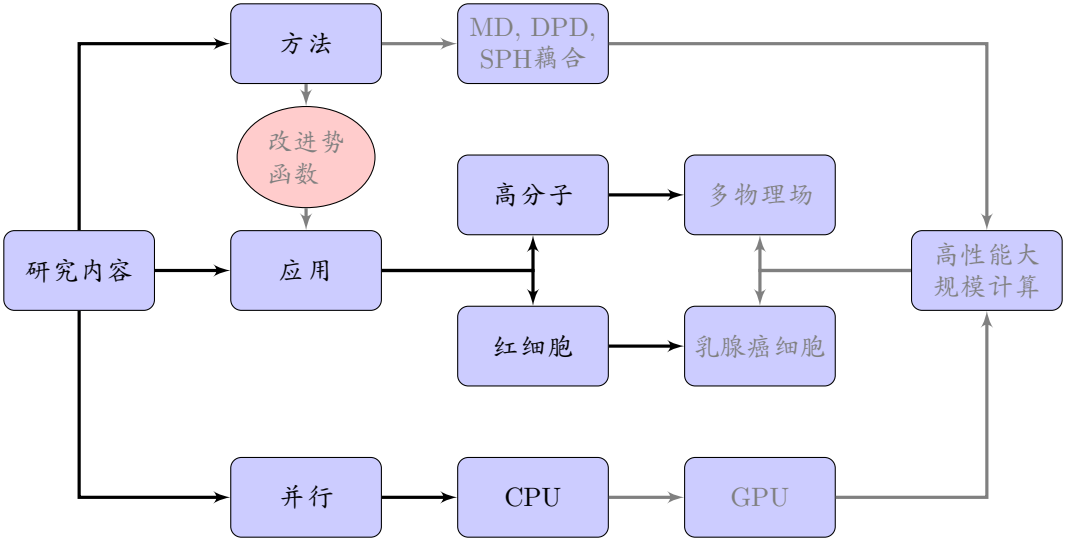 方法
MD, DPD,
SPH藕合
改进势
函数
高分子
多物理场
研究内容
应用
高性能大
规模计算
红细胞
乳腺癌细胞
并行
CPU
GPU